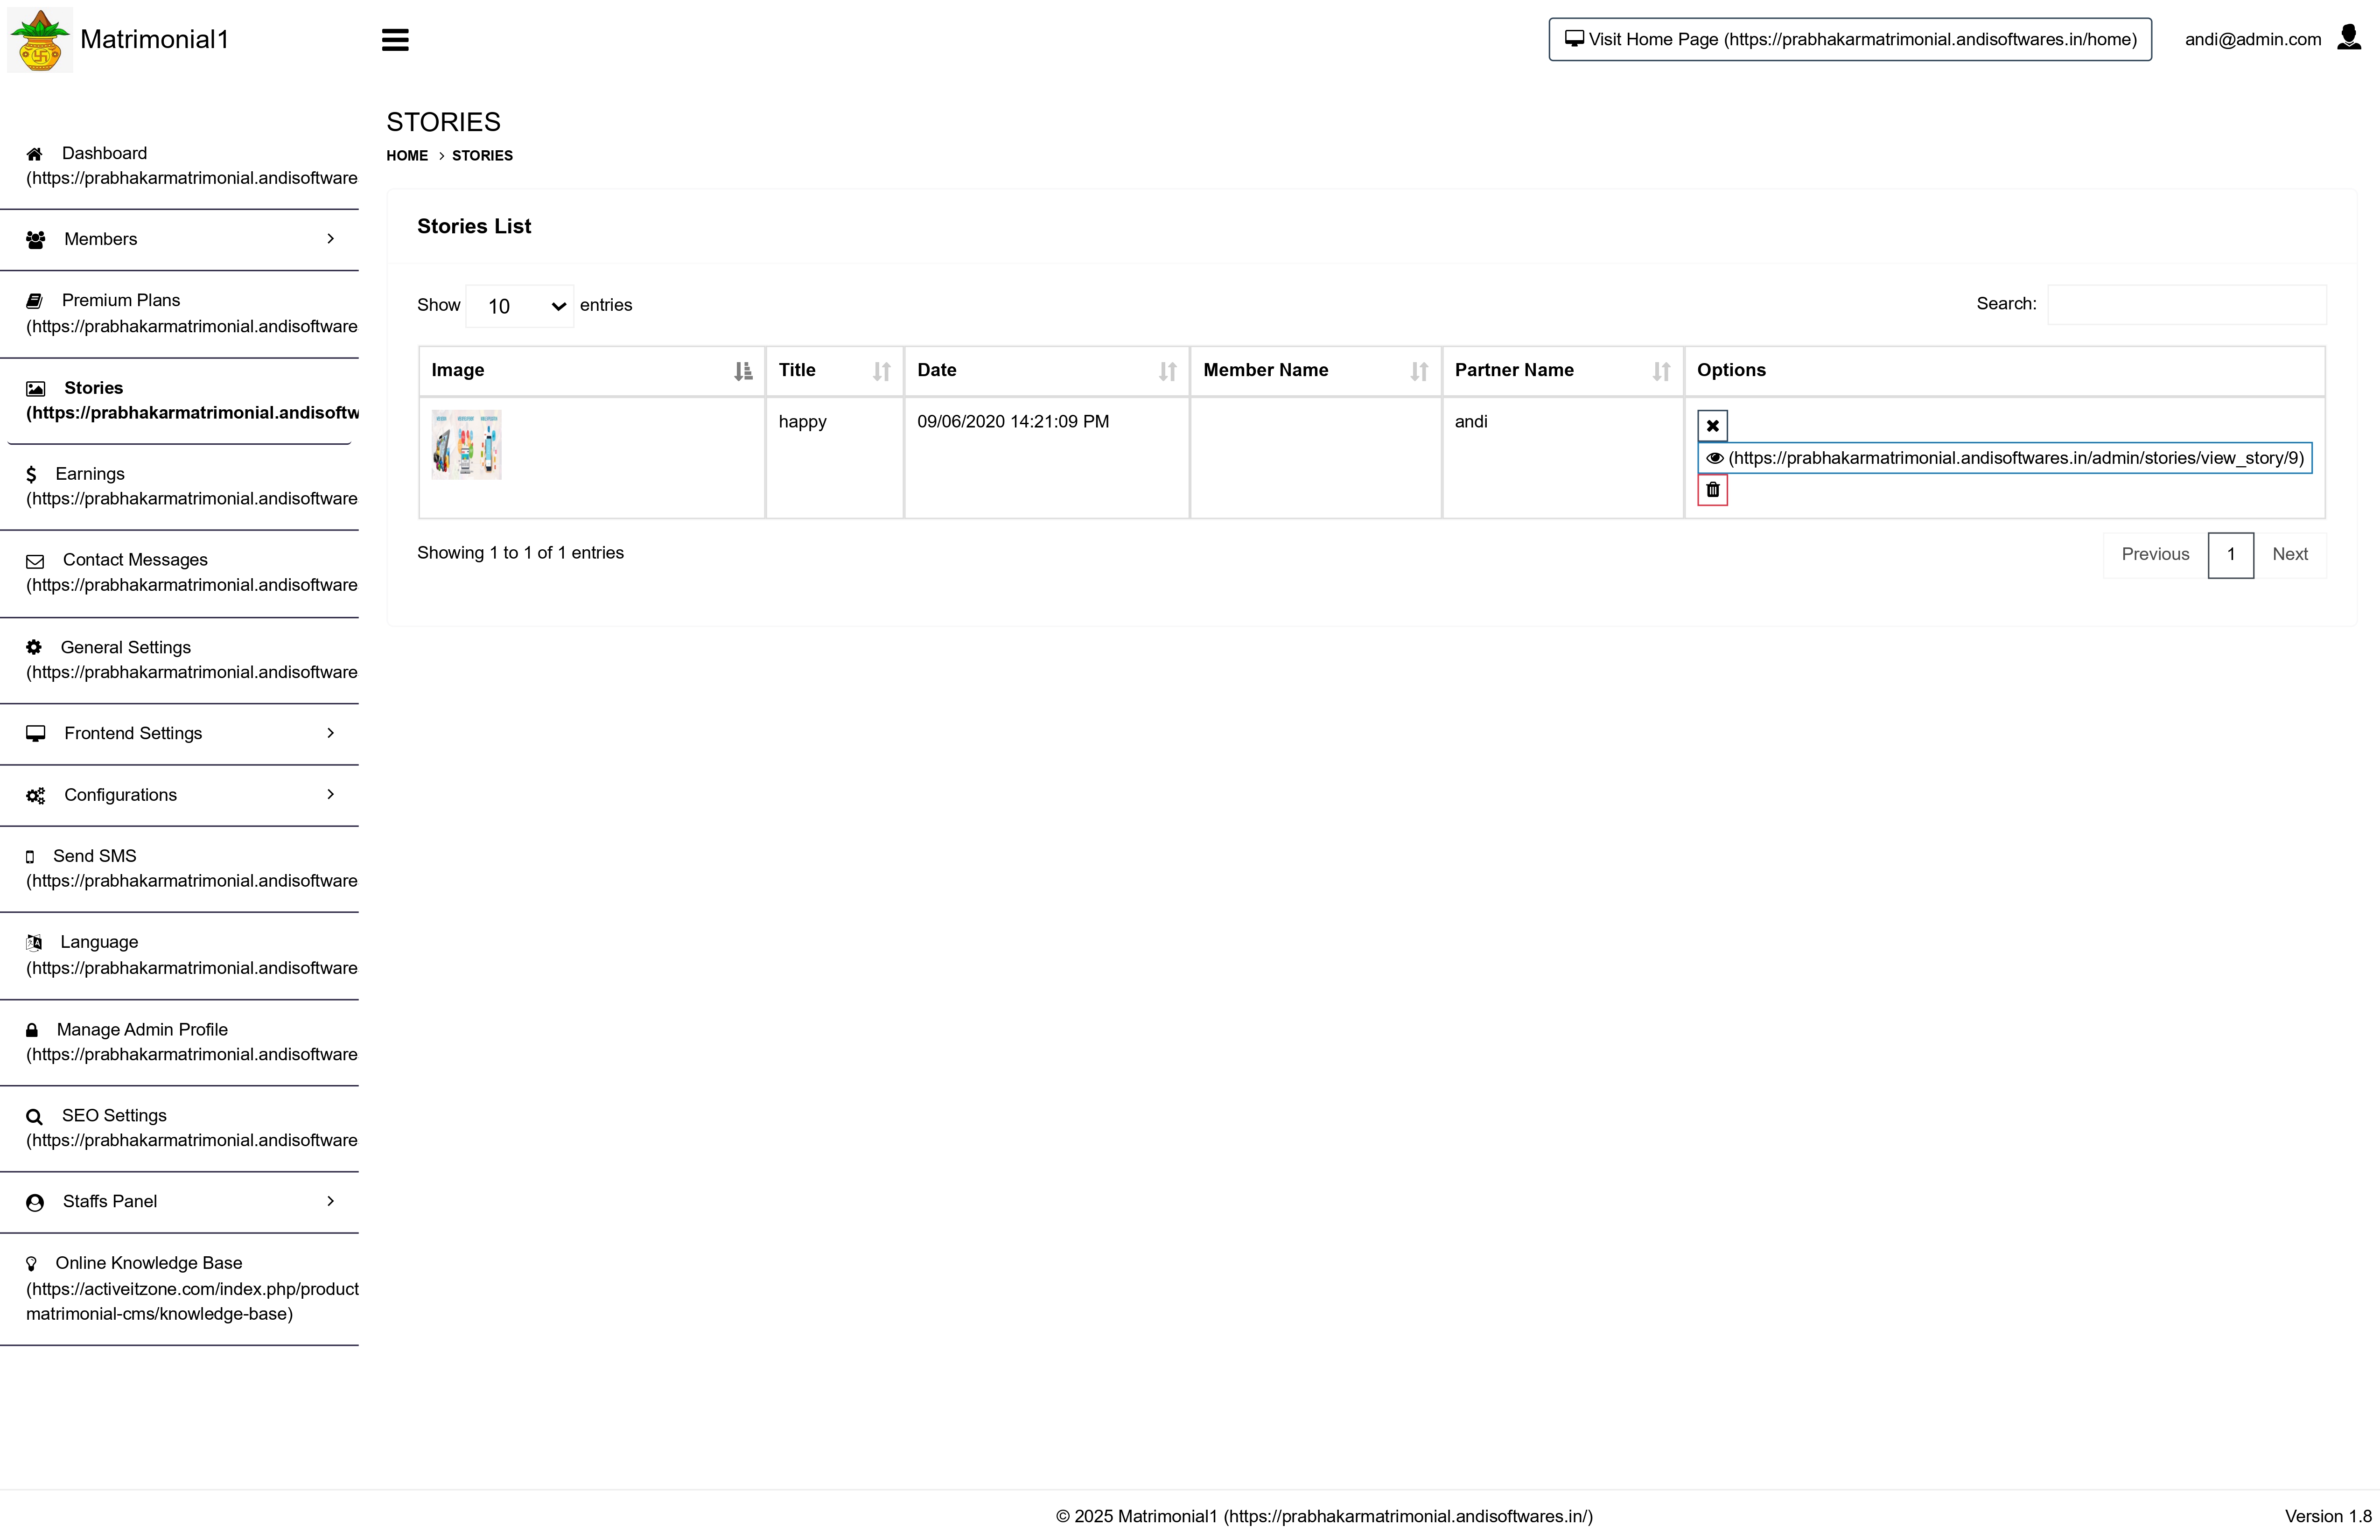 Matrimonial1
Visit Home Page (https://prabhakarmatrimonial.andisoftwares.in/home)
andi@admin.com
Dashboard
(https://prabhakarmatrimonial.andisoftware
Members
Premium Plans
(https://prabhakarmatrimonial.andisoftware
Stories
(https://prabhakarmatrimonial.andisoftw
Earnings
(https://prabhakarmatrimonial.andisoftware
Contact Messages
(https://prabhakarmatrimonial.andisoftware
General Settings
(https://prabhakarmatrimonial.andisoftware
Frontend Settings
Configurations
Send SMS
(https://prabhakarmatrimonial.andisoftware
Language
(https://prabhakarmatrimonial.andisoftware
Manage Admin Profile
(https://prabhakarmatrimonial.andisoftware
SEO Settings
(https://prabhakarmatrimonial.andisoftware
Staffs Panel
Online Knowledge Base
(https://activeitzone.com/index.php/product
matrimonial-cms/knowledge-base)
STORIES
HOME STORIES
Stories List
Show 10 entries
Search:
Image Title Date Member Name Partner Name Options
happy 09/06/2020 14:21:09 PM andi
(https://prabhakarmatrimonial.andisoftwares.in/admin/stories/view_story/9)
Showing 1 to 1 of 1 entries
Previous 1 Next
© 2025 Matrimonial1 (https://prabhakarmatrimonial.andisoftwares.in/)
Version 1.8